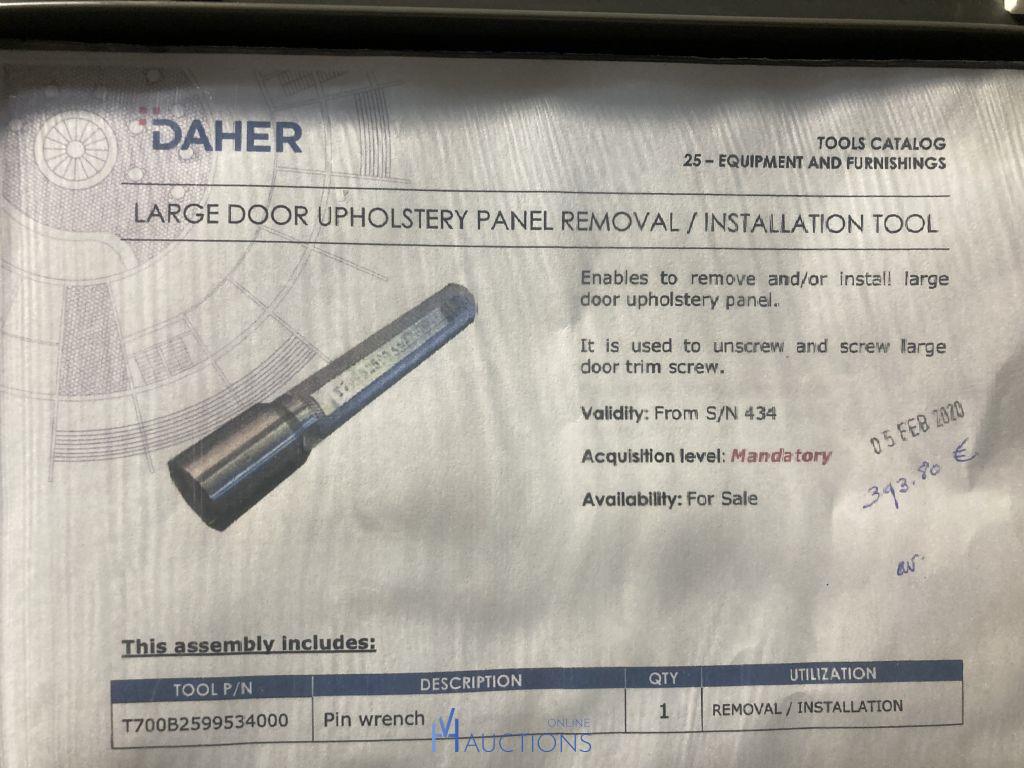 DAHER
TOOLS CATALOG
25 – EQUIPMENT AND FURNISHINGS
LARGE DOOR UPHOLSTERY PANEL REMOVAL / INSTALLATION TOOL
Enables to remove and/or install large
door upholstery panel.
It is used to unscrew and screw large
door trim screw.
Validity: From S/N 434
Acquisition level: Mandatory
Availability: For Sale
05 FEB 2020
393.80 €
This assembly includes:
TOOL P/N DESCRIPTION QTY UTILIZATION
T700B2599534000 Pin wrench 1 REMOVAL / INSTALLATION
ONLINE
AUCTIONS